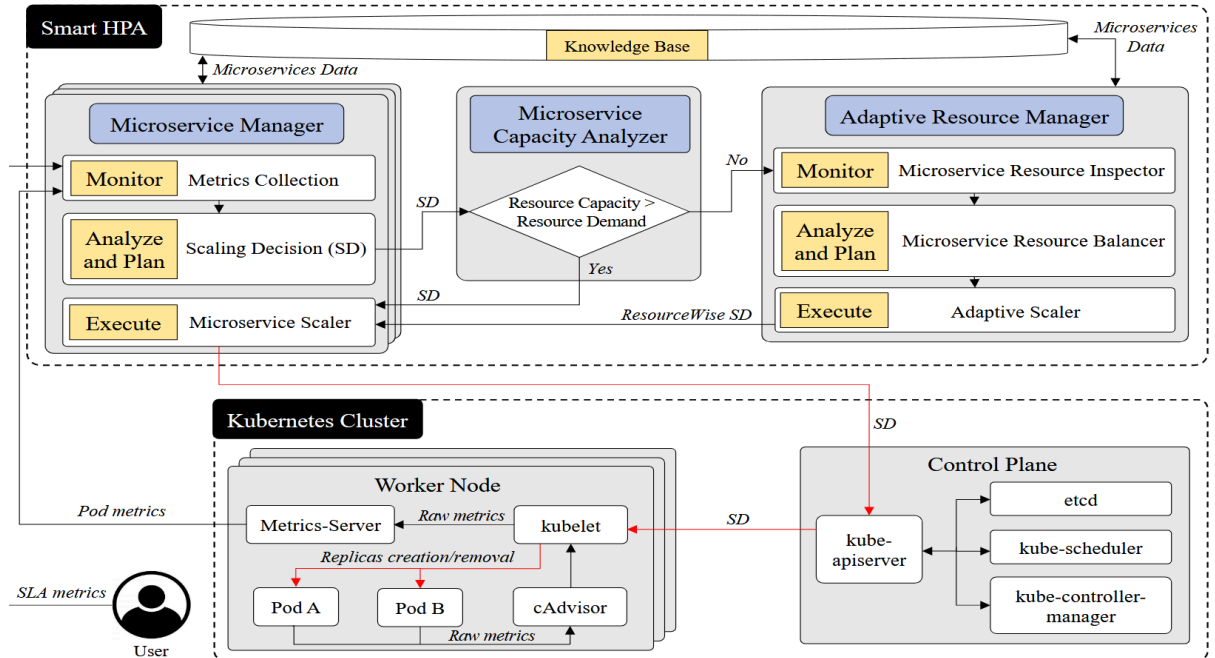 Smart HPA
Knowledge Base
Microservices
Data
Microservices Data
Microservice Manager
Monitor
Metrics Collection
Analyze
and Plan
Scaling Decision (SD)
Execute
Microservice Scaler
SD
Microservice
Capacity Analyzer
Resource Capacity >
Resource Demand
No
Yes
SD
Adaptive Resource Manager
Monitor
Microservice Resource Inspector
Analyze
and Plan
Microservice Resource Balancer
Execute
Adaptive Scaler
ResourceWise SD
Kubernetes Cluster
SD
Worker Node
Metrics-Server
Raw metrics
kubelet
Replicas creation/removal
Pod A
Pod B
cAdvisor
Raw metrics
SD
Control Plane
kube-
apiserver
etcd
kube-scheduler
kube-controller-
manager
Pod metrics
SLA metrics
User